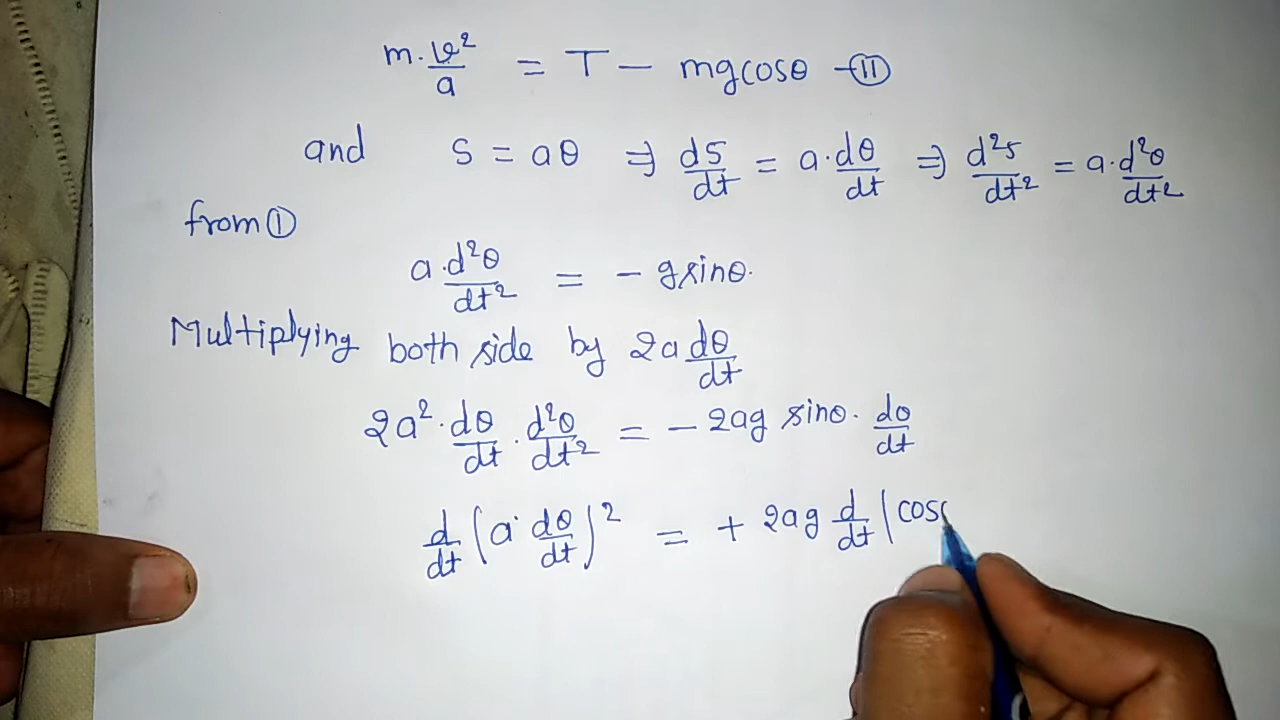 m·v²/a = T − mgcosθ —(II)
and s = aθ ⇒ ds/dt = a·dθ/dt ⇒ d²s/dt² = a·d²θ/dt²
from (I)
a·d²θ/dt² = − gsinθ.
Multiplying both side by 2a dθ/dt
2a²·dθ/dt·d²θ/dt² = − 2ag sinθ· dθ/dt
d/dt (a·dθ/dt)² = + 2ag d/dt (cos